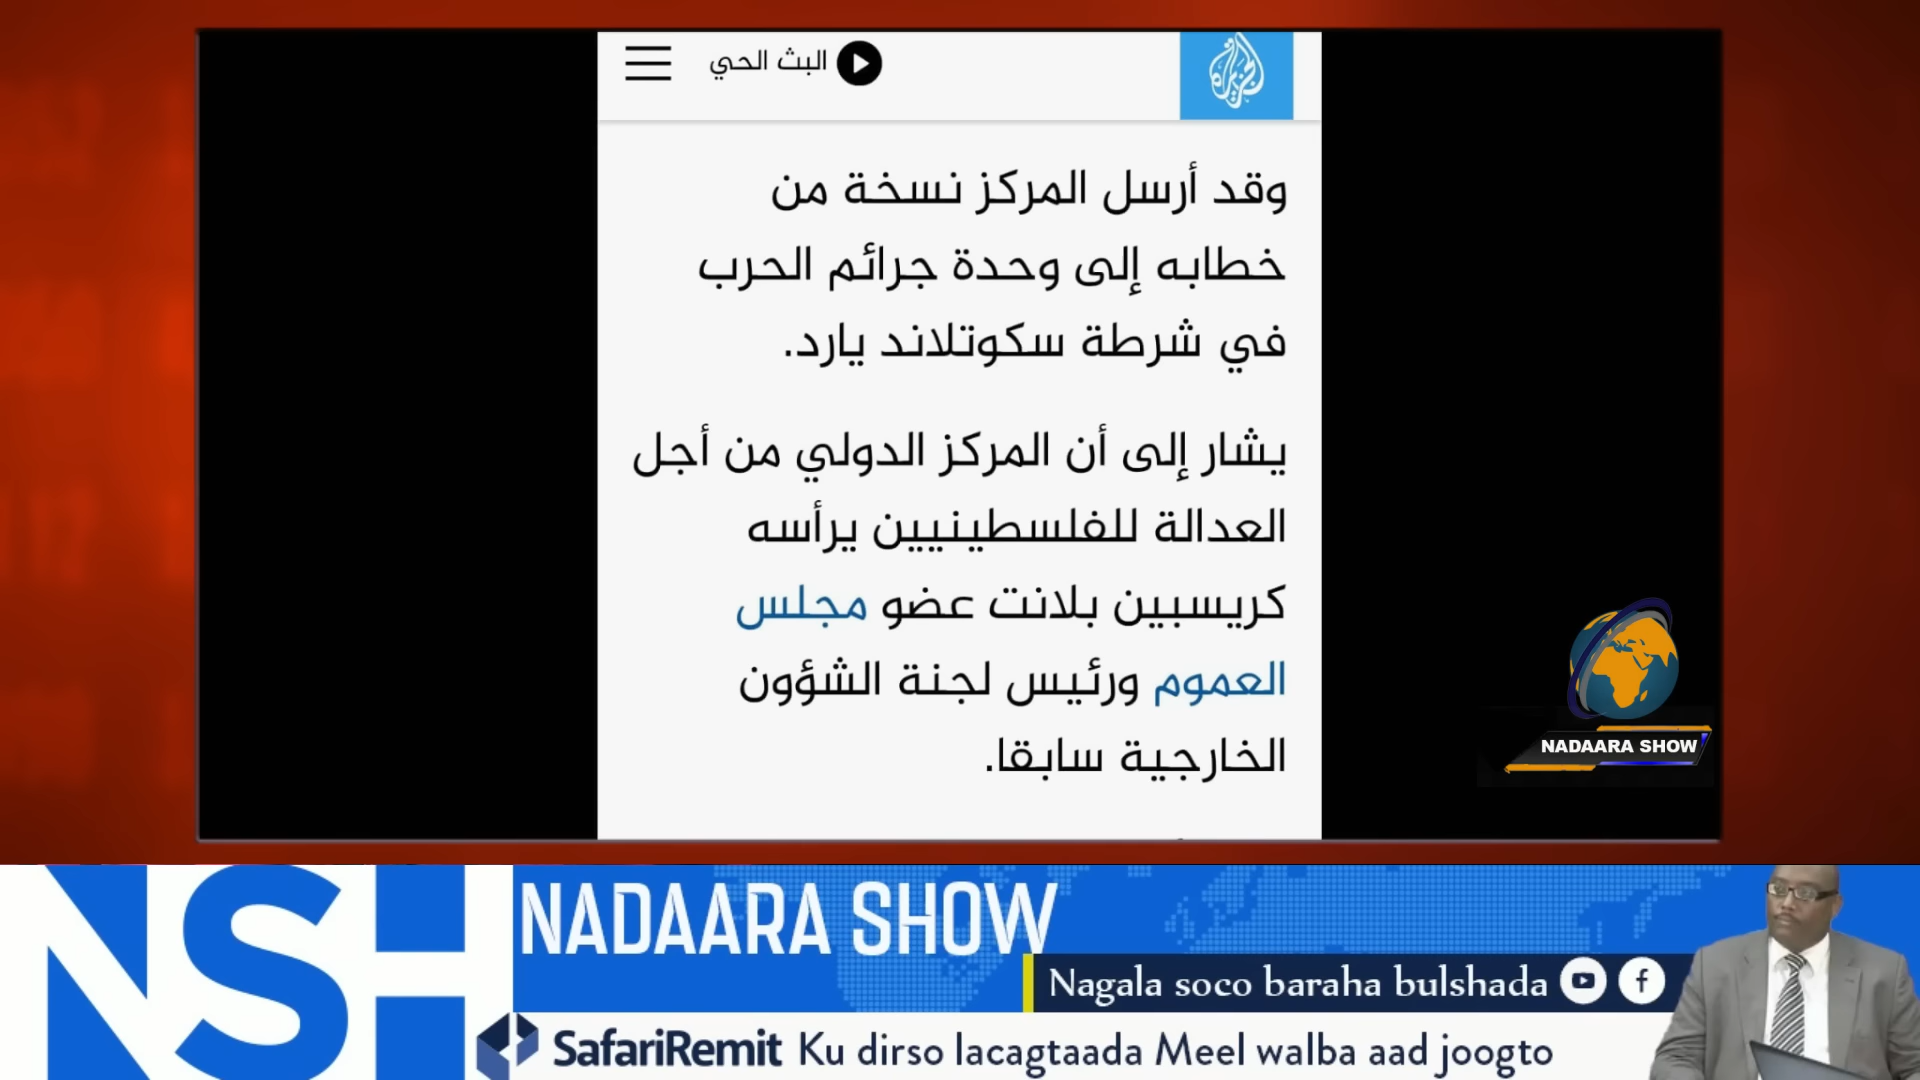 البث الحي
الجزيرة
وقد أرسل المركز نسخة من
خطابه إلى وحدة جرائم الحرب
في شرطة سكوتلاند يارد.
يشار إلى أن المركز الدولي من أجل
العدالة للفلسطينيين يرأسه
كريسبين بلانت عضو مجلس
العموم ورئيس لجنة الشؤون
الخارجية سابقا.
NADAARA SHOW
NSH
NADAARA SHOW
Nagala soco baraha bulshada
SafariRemit Ku dirso lacagtaada Meel walba aad joogto